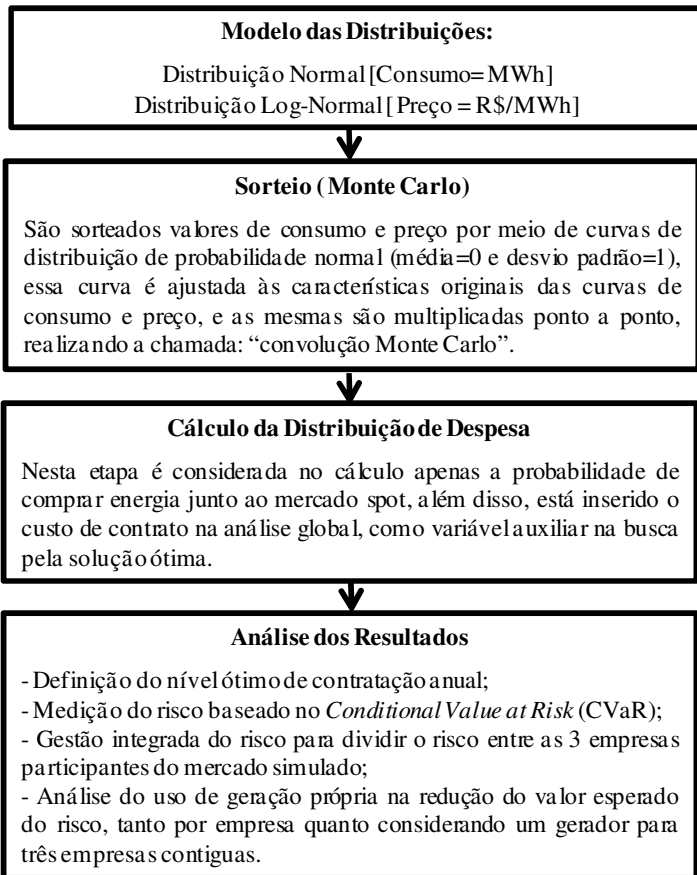 Modelo das Distribuições:
Distribuição Normal [Consumo= MWh]
Distribuição Log-Normal [Preço = R$/MWh]
Sorteio (Monte Carlo)
São sorteados valores de consumo e preço por meio de curvas de
distribuição de probabilidade normal (média=0 e desvio padrão=1),
essa curva é ajustada às características originais das curvas de
consumo e preço, e as mesmas são multiplicadas ponto a ponto,
realizando a chamada: “convolução Monte Carlo”.
Cálculo da Distribuição de Despesa
Nesta etapa é considerada no cálculo apenas a probabilidade de
comprar energia junto ao mercado spot, além disso, está inserido o
custo de contrato na análise global, como variável auxiliar na busca
pela solução ótima.
Análise dos Resultados
- Definição do nível ótimo de contratação anual;
- Medição do risco baseado no Conditional Value at Risk (CVaR);
- Gestão integrada do risco para dividir o risco entre as 3 empresas
participantes do mercado simulado;
- Análise do uso de geração própria na redução do valor esperado
do risco, tanto por empresa quanto considerando um gerador para
três empresas contiguas.